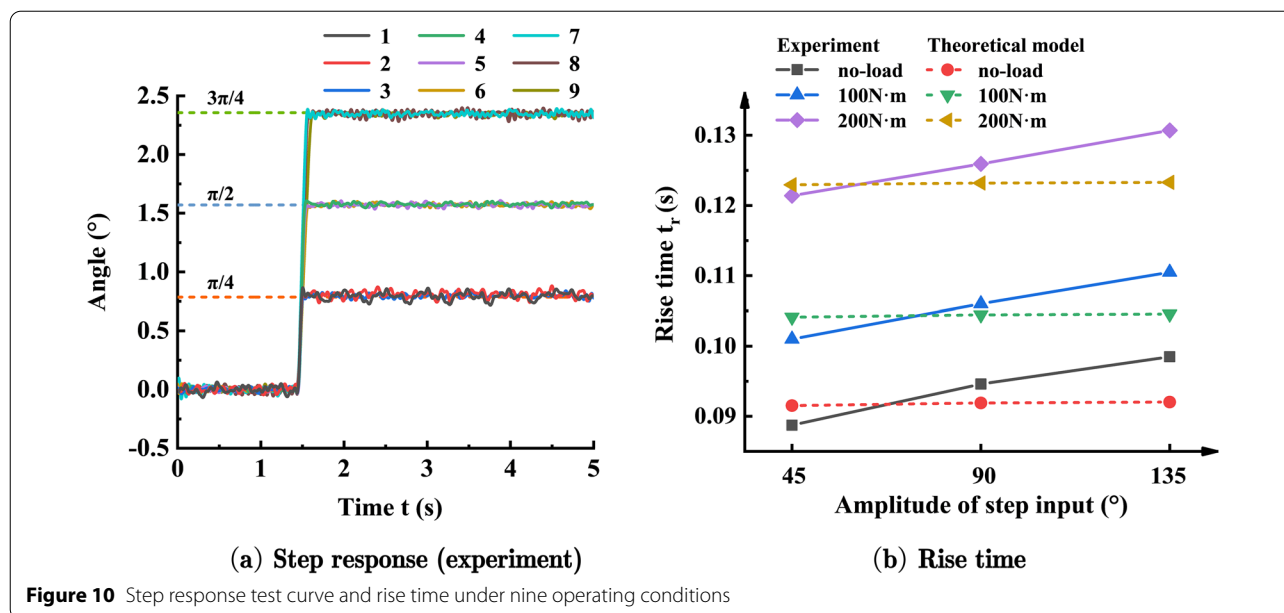 1 4 7
2 5 8
3 6 9
2.5
2.0
1.5
1.0
0.5
0.0
-0.5
3π/4
π/2
π/4
Angle (°)
0 1 2 3 4 5
Time t (s)
(a) Step response (experiment)
Experiment Theoretical model
no-load no-load
100N·m 100N·m
200N·m 200N·m
0.13
0.12
0.11
0.10
0.09
Rise time t_r (s)
45 90 135
Amplitude of step input (°)
(b) Rise time
Figure 10 Step response test curve and rise time under nine operating conditions